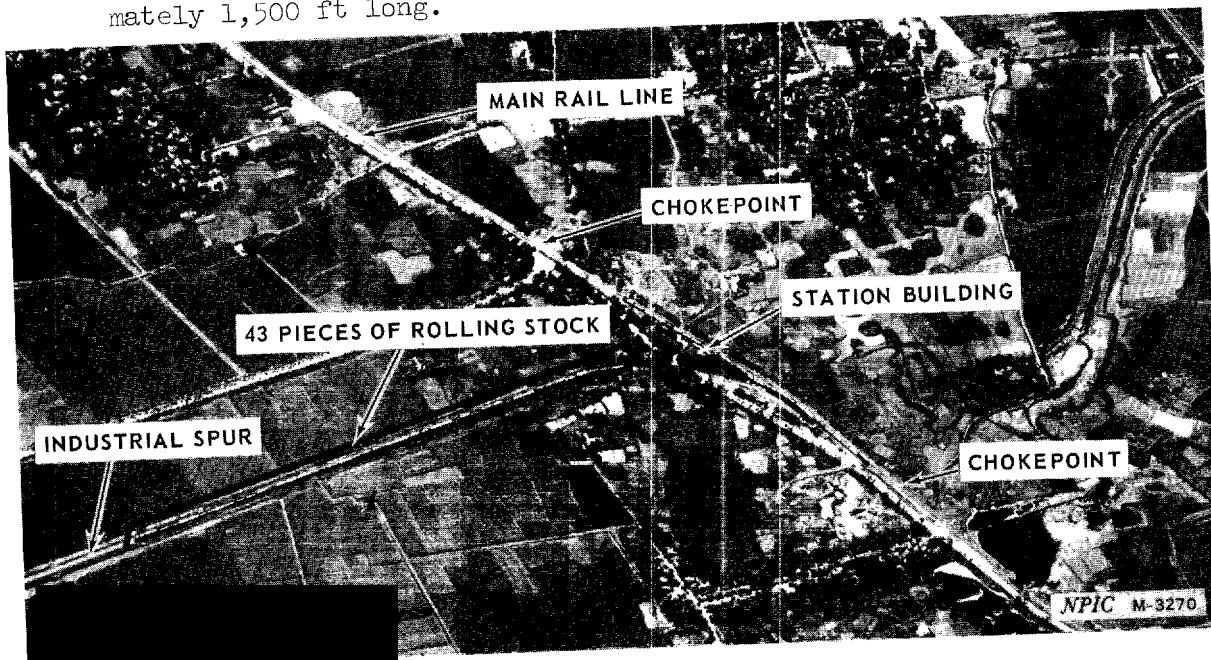 mately 1,500 ft long.
MAIN RAIL LINE
CHOKEPOINT
STATION BUILDING
43 PIECES OF ROLLING STOCK
INDUSTRIAL SPUR
CHOKEPOINT
NPIC M-3270